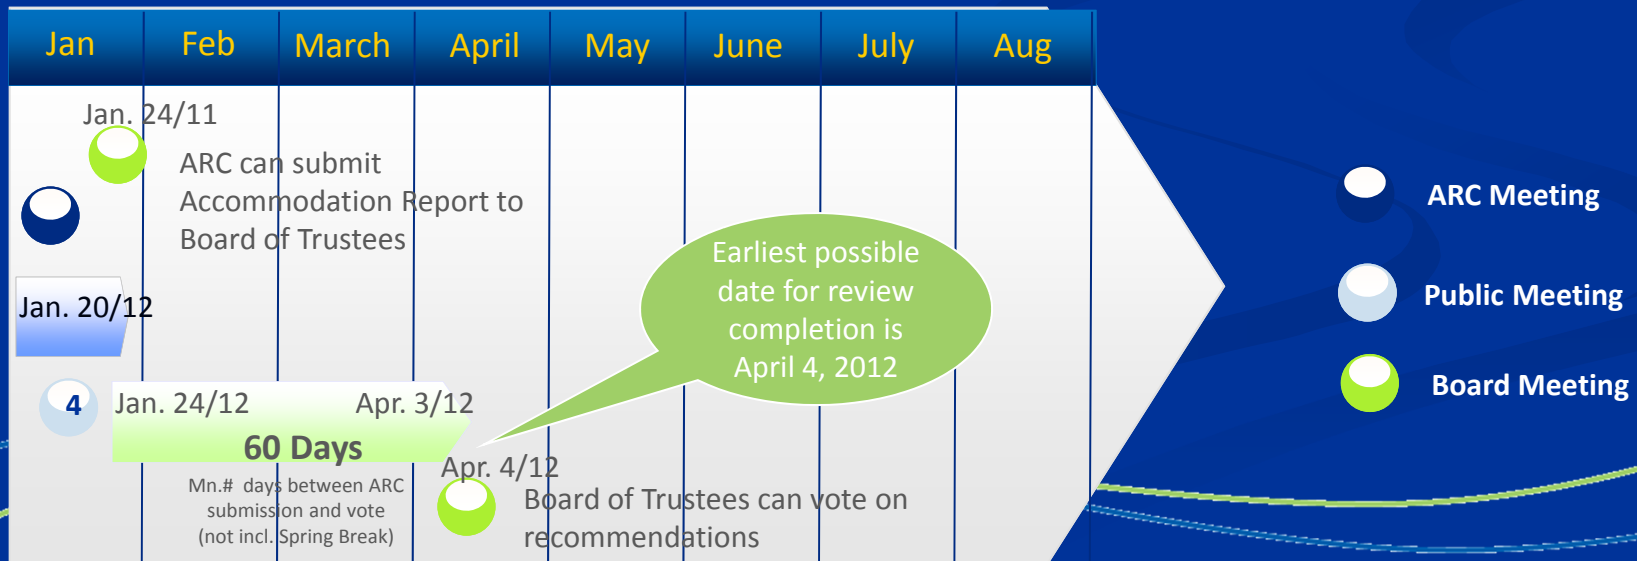 Jan Feb March April May June July Aug
Jan. 24/11
ARC can submit
Accommodation Report to
Board of Trustees
Jan. 20/12
4
Jan. 24/12 Apr. 3/12
60 Days
Mn.# days between ARC
submission and vote
(not incl. Spring Break)
Earliest possible
date for review
completion is
April 4, 2012
Apr. 4/12
Board of Trustees can vote on
recommendations
ARC Meeting
Public Meeting
Board Meeting